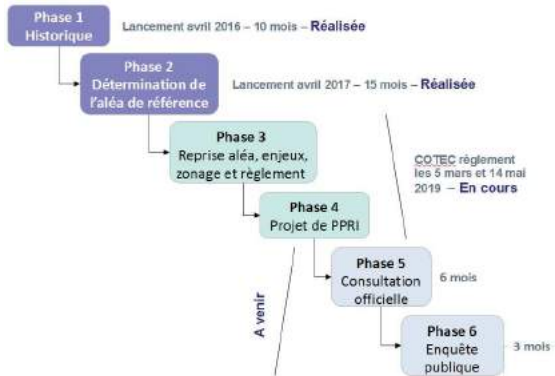 Phase 1
Historique
Lancement avril 2016 – 10 mois – Réalisée
Phase 2
Détermination de
l'aléa de référence
Lancement avril 2017 – 15 mois – Réalisée
Phase 3
Reprise aléa, enjeux,
zonage et règlement
COTEC règlement
les 5 mars et 14 mai
2019 – En cours
Phase 4
Projet de PPRI
A venir
Phase 5
Consultation
officielle
6 mois
Phase 6
Enquête
publique
3 mois